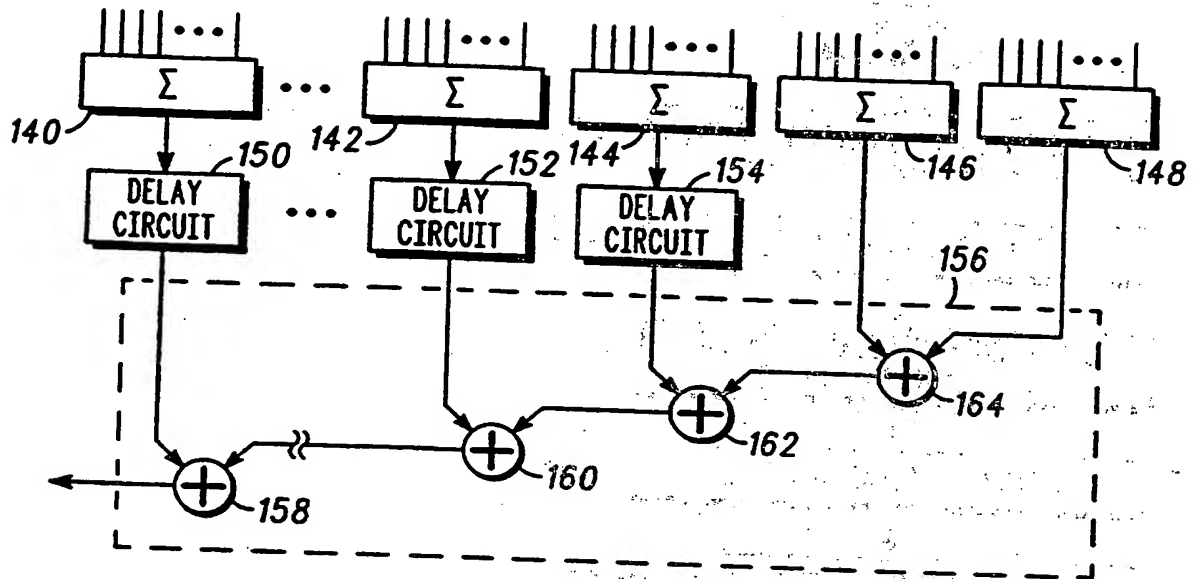 Σ ... Σ Σ Σ Σ
140 142 144 146 148
150 152 154
DELAY CIRCUIT ... DELAY CIRCUIT DELAY CIRCUIT
156
+ 164
+ 162
+ 160
+ 158